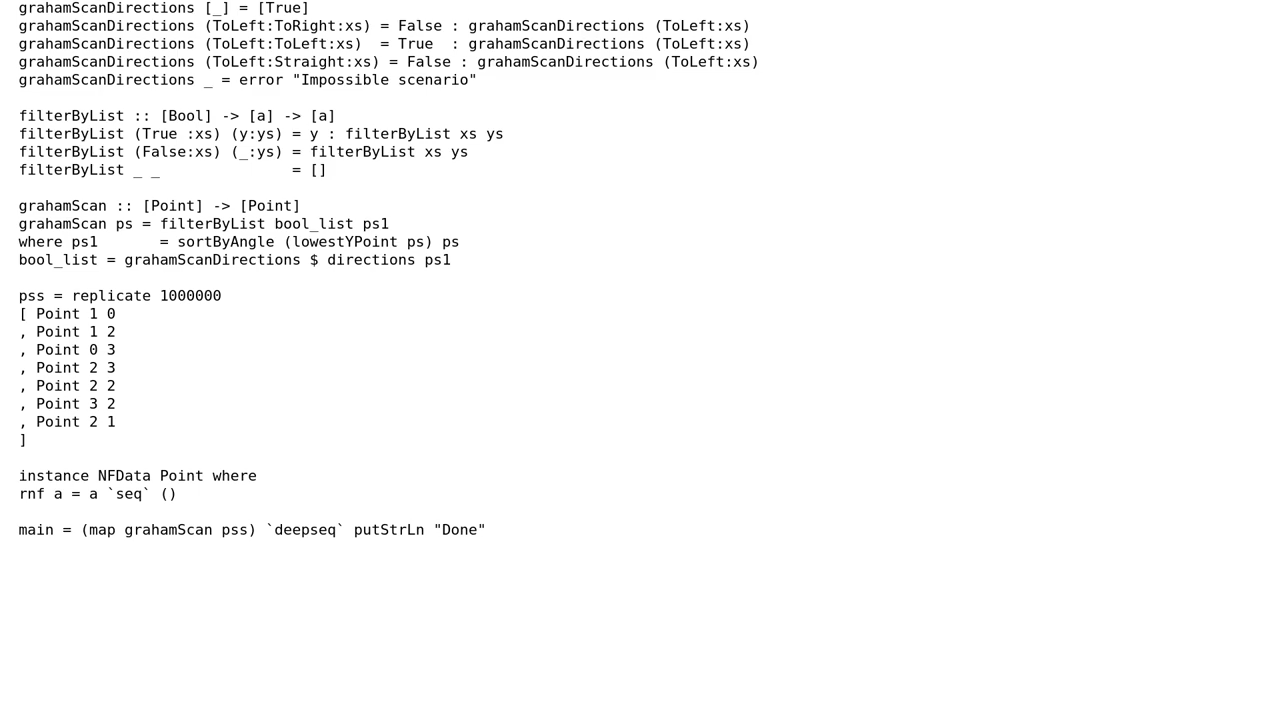 grahamScanDirections [_] = [True]
grahamScanDirections (ToLeft:ToRight:xs) = False : grahamScanDirections (ToLeft:xs)
grahamScanDirections (ToLeft:ToLeft:xs)  = True  : grahamScanDirections (ToLeft:xs)
grahamScanDirections (ToLeft:Straight:xs) = False : grahamScanDirections (ToLeft:xs)
grahamScanDirections _ = error "Impossible scenario"

filterByList :: [Bool] -> [a] -> [a]
filterByList (True :xs) (y:ys) = y : filterByList xs ys
filterByList (False:xs) (_:ys) = filterByList xs ys
filterByList _ _               = []

grahamScan :: [Point] -> [Point]
grahamScan ps = filterByList bool_list ps1
where ps1       = sortByAngle (lowestYPoint ps) ps
bool_list = grahamScanDirections $ directions ps1

pss = replicate 1000000
[ Point 1 0
, Point 1 2
, Point 0 3
, Point 2 3
, Point 2 2
, Point 3 2
, Point 2 1
]

instance NFData Point where
rnf a = a `seq` ()

main = (map grahamScan pss) `deepseq` putStrLn "Done"